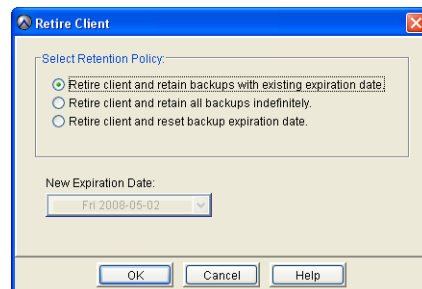 Retire Client
Select Retention Policy:
Retire client and retain backups with existing expiration date.
Retire client and retain all backups indefinitely.
Retire client and reset backup expiration date.
New Expiration Date:
Fri 2008-05-02
OK Cancel Help